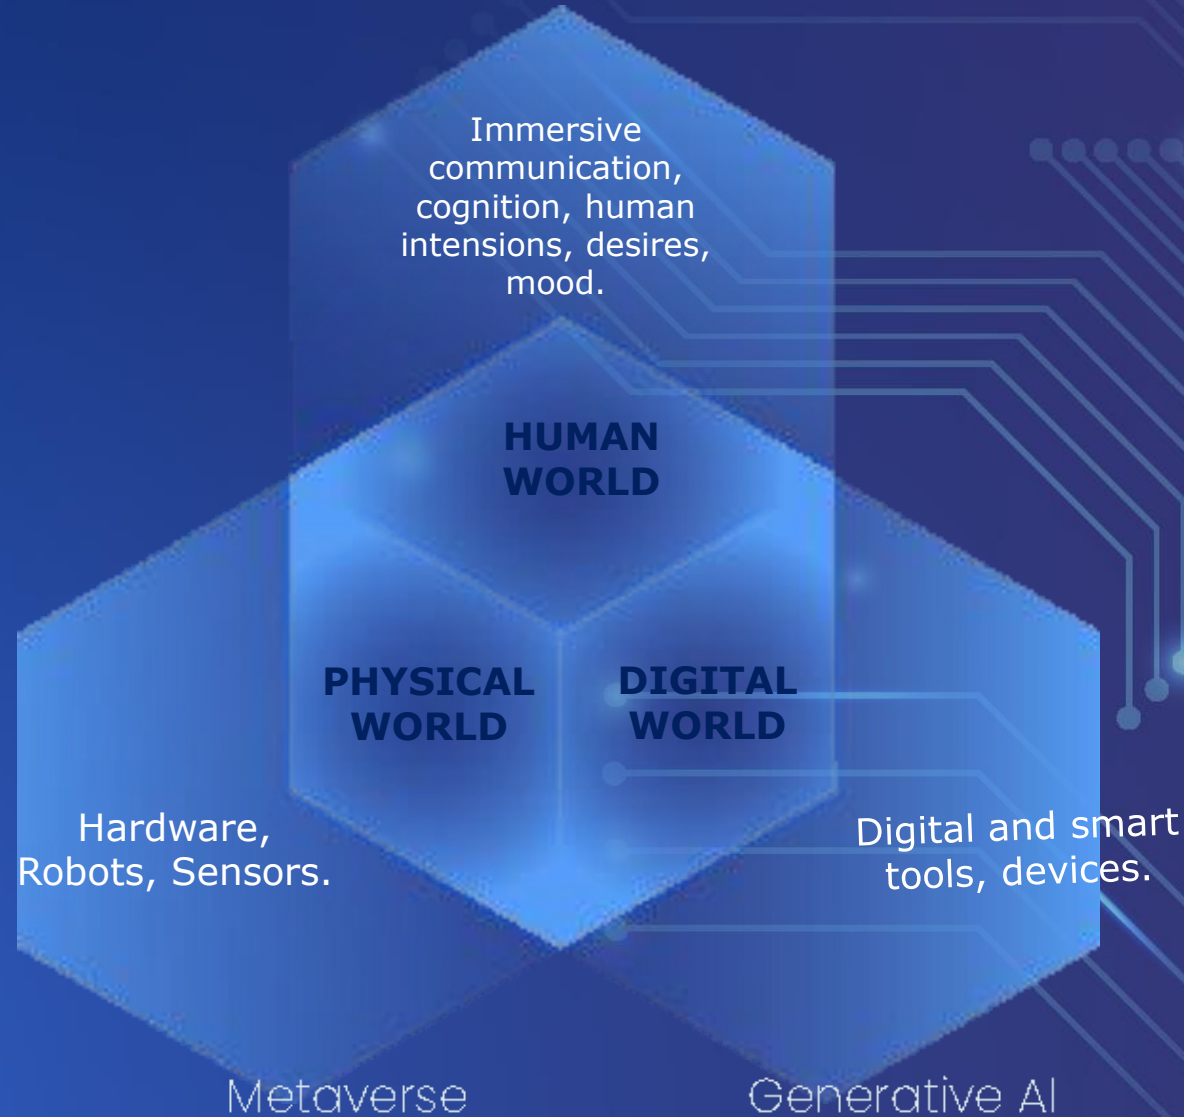 Immersive
communication,
cognition, human
intensions, desires,
mood.
HUMAN
WORLD
PHYSICAL
WORLD
DIGITAL
WORLD
Hardware,
Robots, Sensors.
Digital and smart
tools, devices.
Metaverse
Generative AI